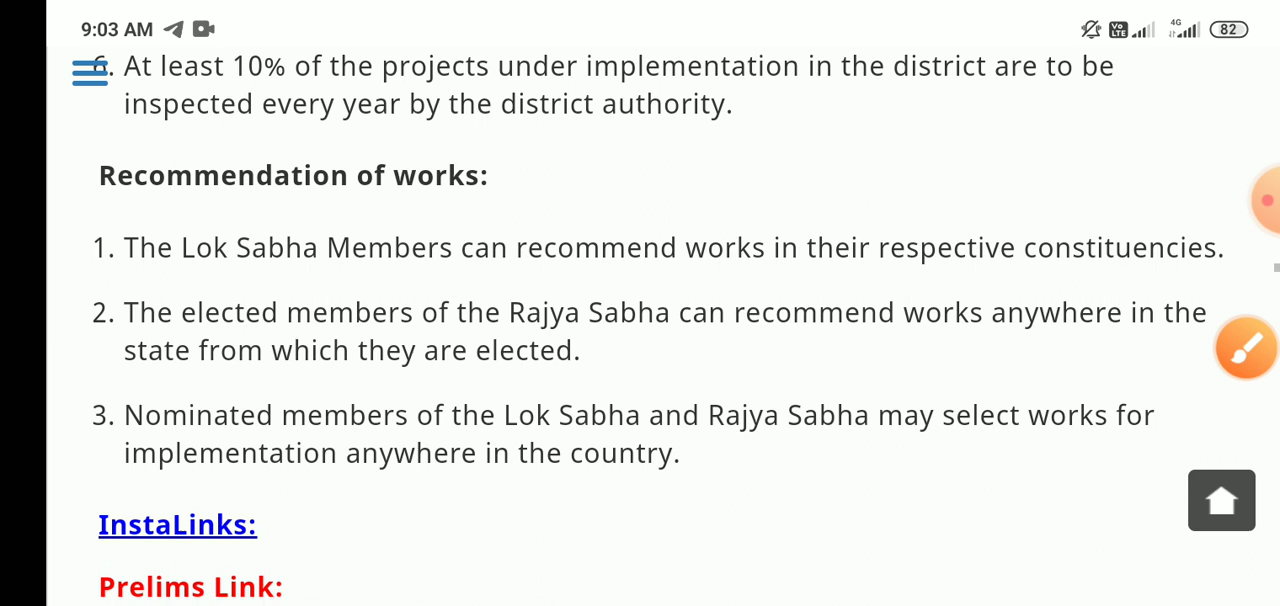 9:03 AM
Vo LTE 4G 82
6. At least 10% of the projects under implementation in the district are to be
inspected every year by the district authority.
Recommendation of works:
1. The Lok Sabha Members can recommend works in their respective constituencies.
2. The elected members of the Rajya Sabha can recommend works anywhere in the
state from which they are elected.
3. Nominated members of the Lok Sabha and Rajya Sabha may select works for
implementation anywhere in the country.
InstaLinks:
Prelims Link: